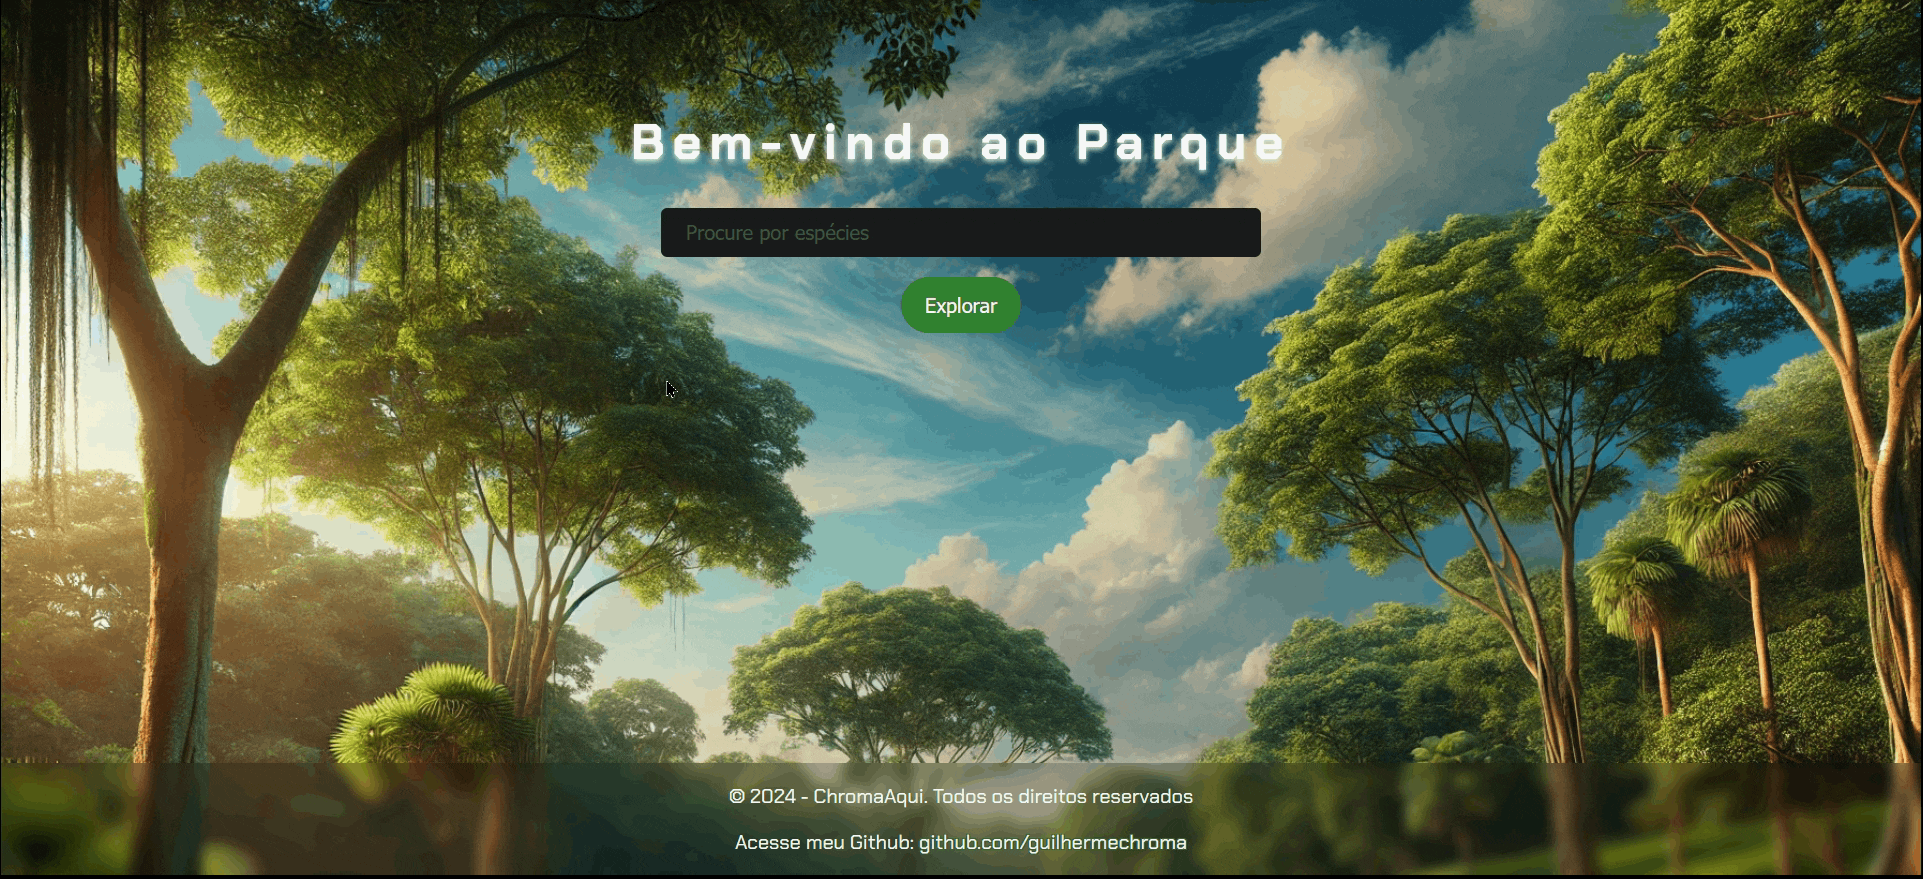 Bem-vindo ao Parque
Procure por espécies
Explorar
© 2024 - ChromaAqui. Todos os direitos reservados
Acesse meu Github: github.com/guilhermechroma